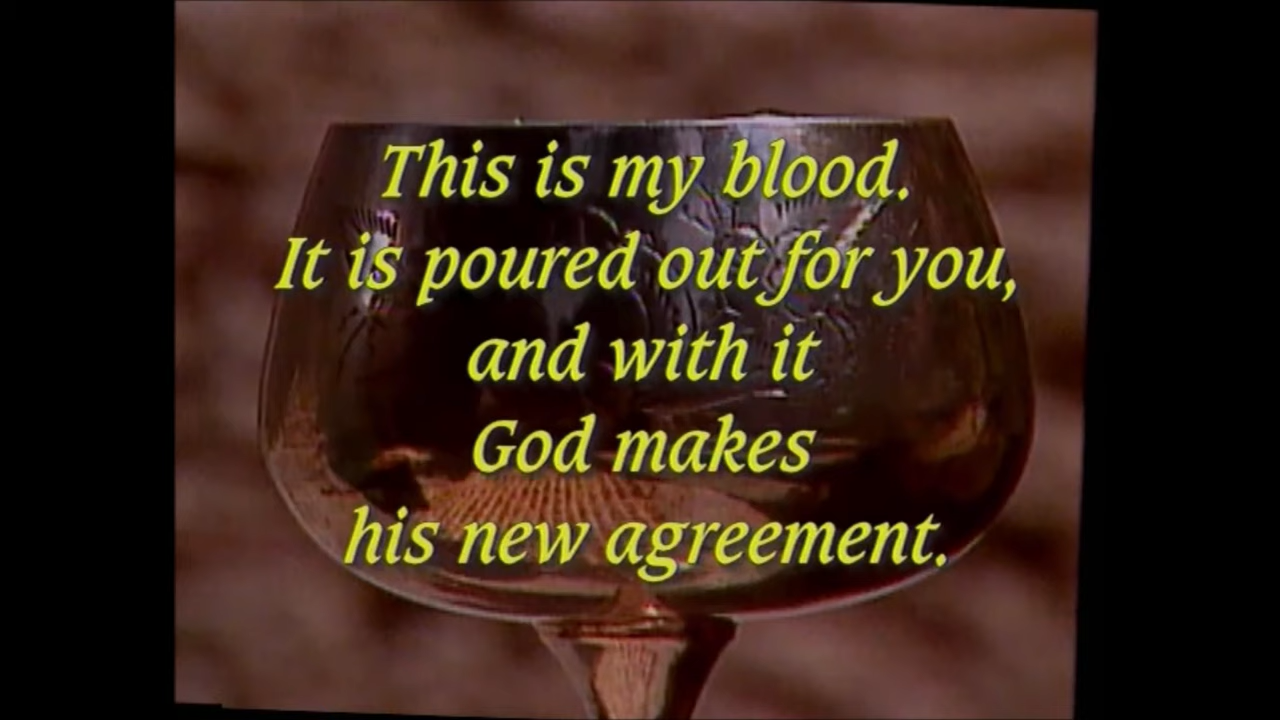 This is my blood.
It is poured out for you,
and with it
God makes
his new agreement.